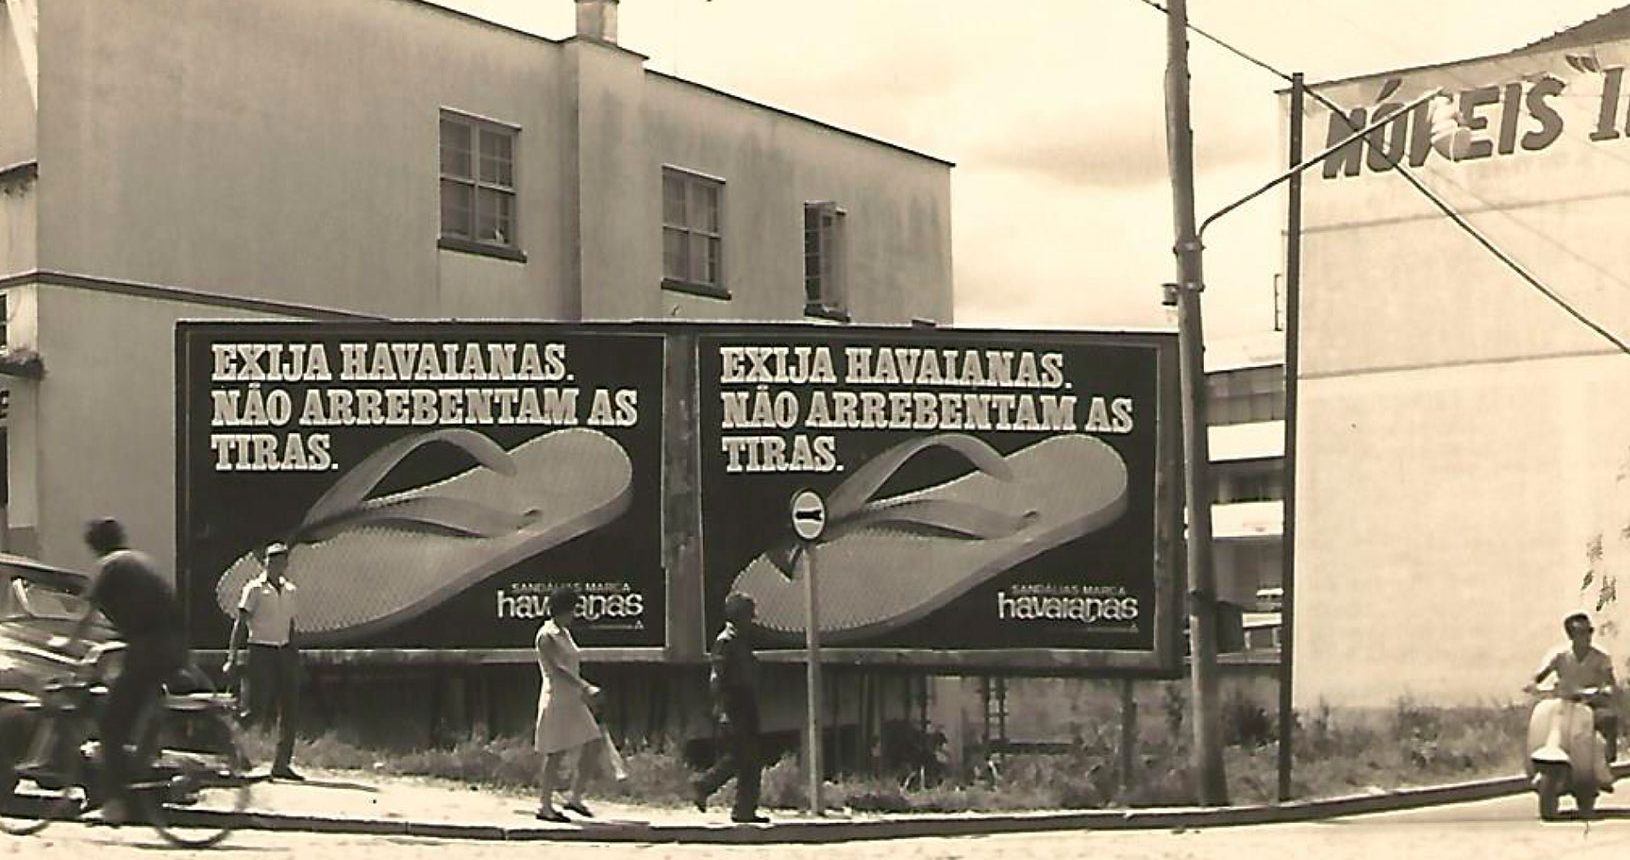 MÓVEIS
EXIJA HAVAIANAS.
NÃO ARREBENTAM AS
TIRAS.
SANDÁLIAS MARCA
havaianas
EXIJA HAVAIANAS.
NÃO ARREBENTAM AS
TIRAS.
SANDÁLIAS MARCA
havaianas